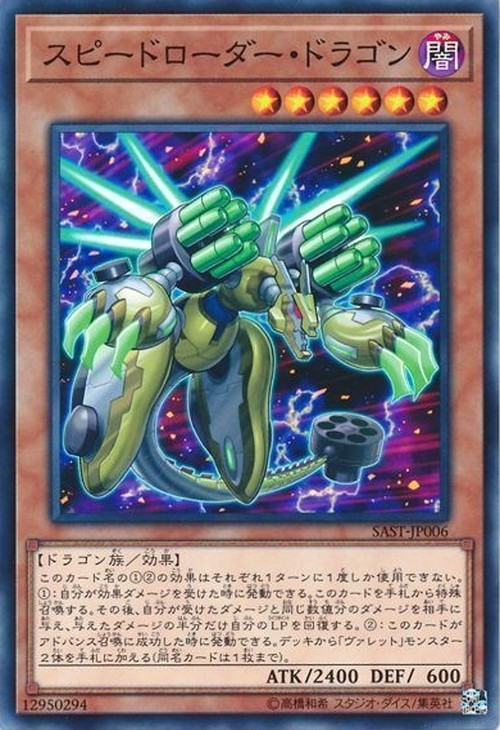 スピードローダー・ドラゴン
闇
SAST-JP006
【ドラゴン族／効果】
このカード名の①②の効果はそれぞれ1ターンに1度しか使用できない。
①：自分が効果ダメージを受けた時に発動できる。このカードを手札から特殊
召喚する。その後、自分が受けたダメージと同じ数値分のダメージを相手に
与え、与えたダメージの半分だけ自分のLPを回復する。②：このカードが
アドバンス召喚に成功した時に発動できる。デッキから「ヴァレット」モンスター
２体を手札に加える(同名カードは１枚まで)。
ATK/2400 DEF/ 600
12950294
©高橋和希 スタジオ・ダイス/集英社